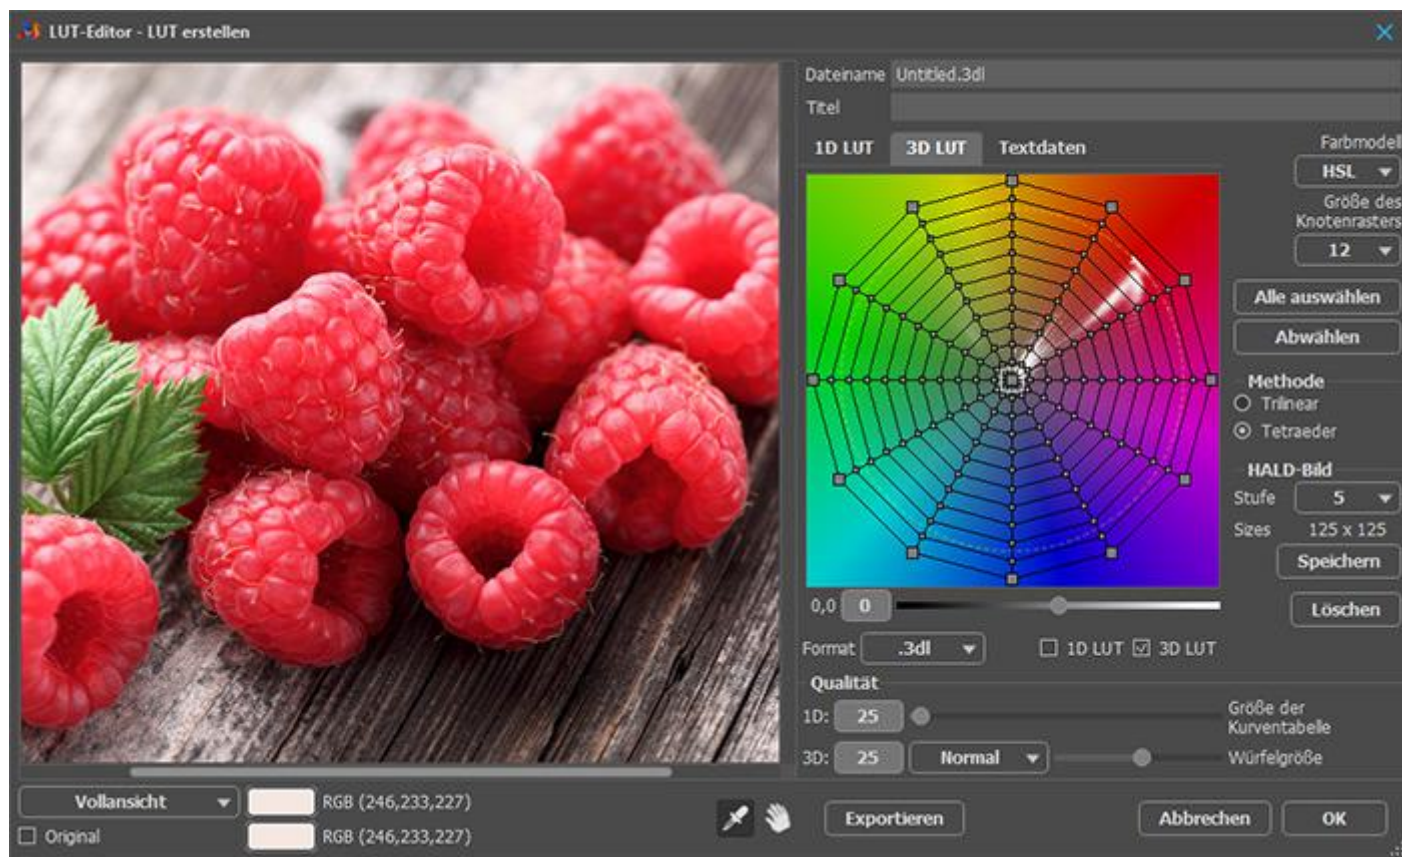 LUT-Editor - LUT erstellen
Dateiname Untitled.3dl
Titel
1D LUT 3D LUT Textdaten
Farbmodell
HSL
Größe des
Knotenrasters
12
Alle auswählen
Abwählen
Methode
Trilinear
Tetraeder
HALD-Bild
Stufe 5
Sizes 125 x 125
Speichern
Löschen
0,0 0
Format .3dl 1D LUT 3D LUT
Qualität
1D: 25 Größe der
Kurventabelle
3D: 25 Normal Würfelgröße
Vollansicht RGB (246,233,227)
Original RGB (246,233,227)
Exportieren Abbrechen OK